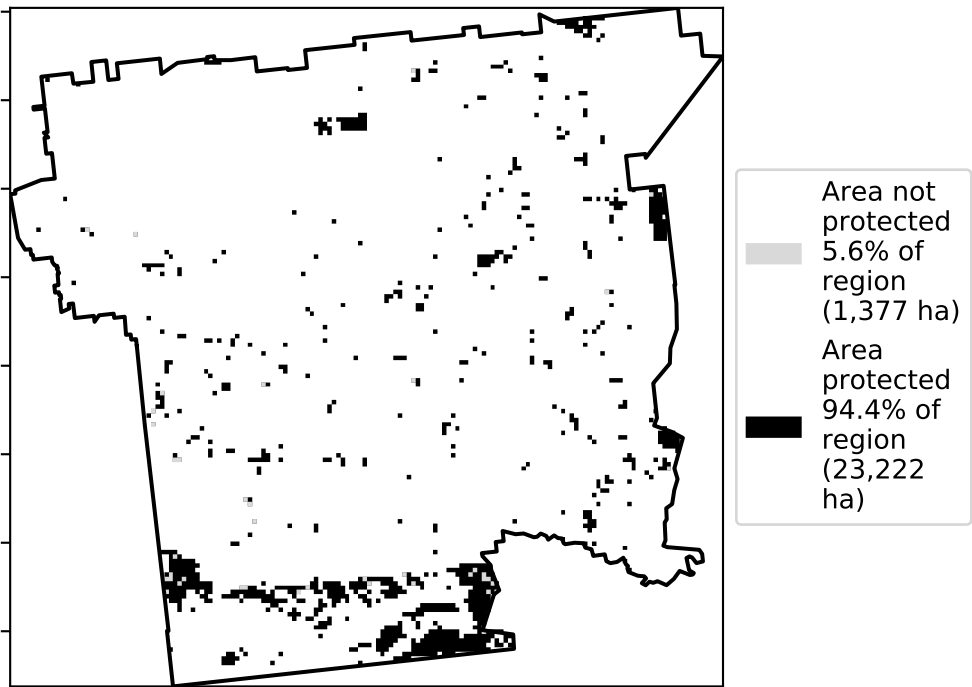 Area not
protected
5.6% of
region
(1,377 ha)
Area
protected
94.4% of
region
(23,222
ha)